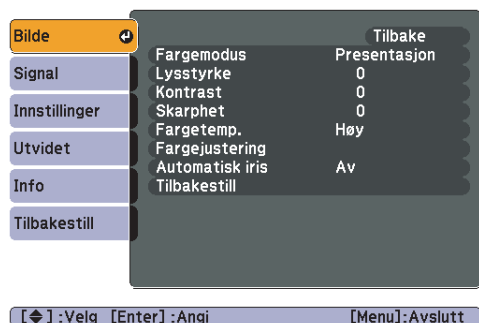 Bilde
Signal
Innstillinger
Utvidet
Info
Tilbakestill
Tilbake
Fargemodus Presentasjon
Lysstyrke 0
Kontrast 0
Skarphet 0
Fargetemp. Høy
Fargejustering
Automatisk iris Av
Tilbakestill
[◆] :Velg [Enter] :Angi [Menu]:Avslutt